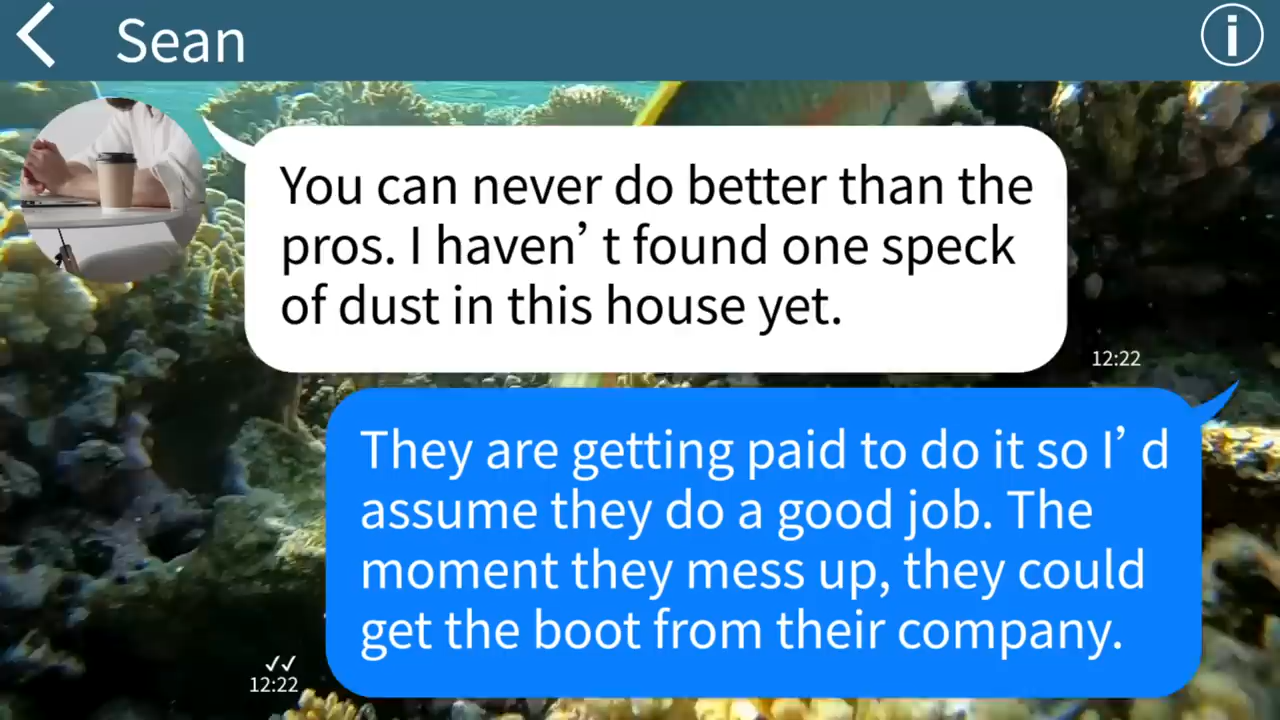 Sean
You can never do better than the
pros. I haven’ t found one speck
of dust in this house yet.
12:22
They are getting paid to do it so I’ d
assume they do a good job. The
moment they mess up, they could
get the boot from their company.
12:22